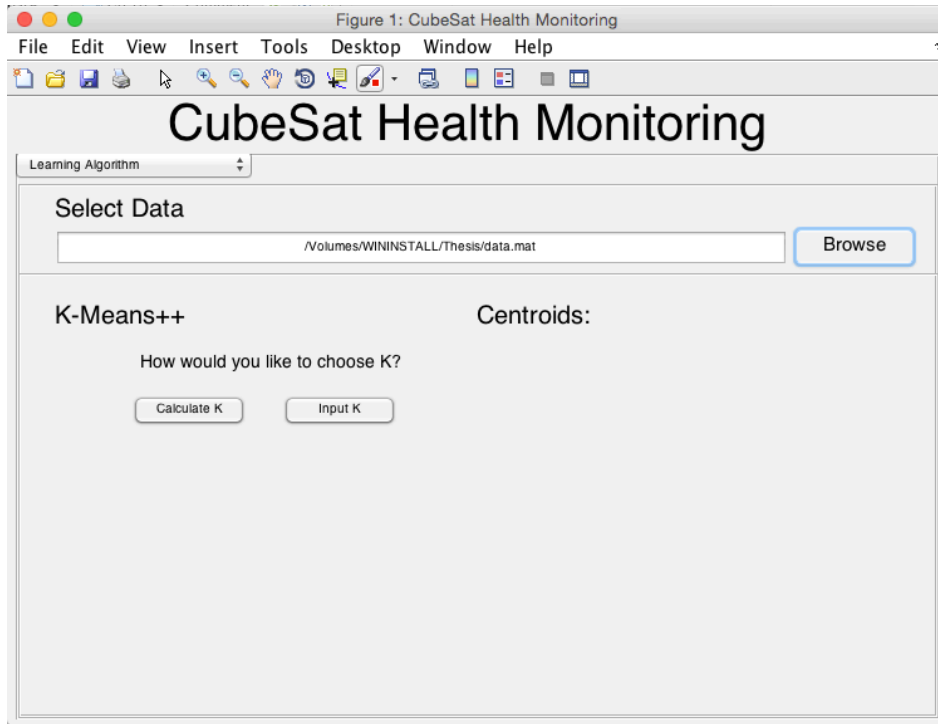 Figure 1: CubeSat Health Monitoring
File Edit View Insert Tools Desktop Window Help
CubeSat Health Monitoring
Learning Algorithm
Select Data
/Volumes/WININSTALL/Thesis/data.mat
Browse
K-Means++
Centroids:
How would you like to choose K?
Calculate K
Input K